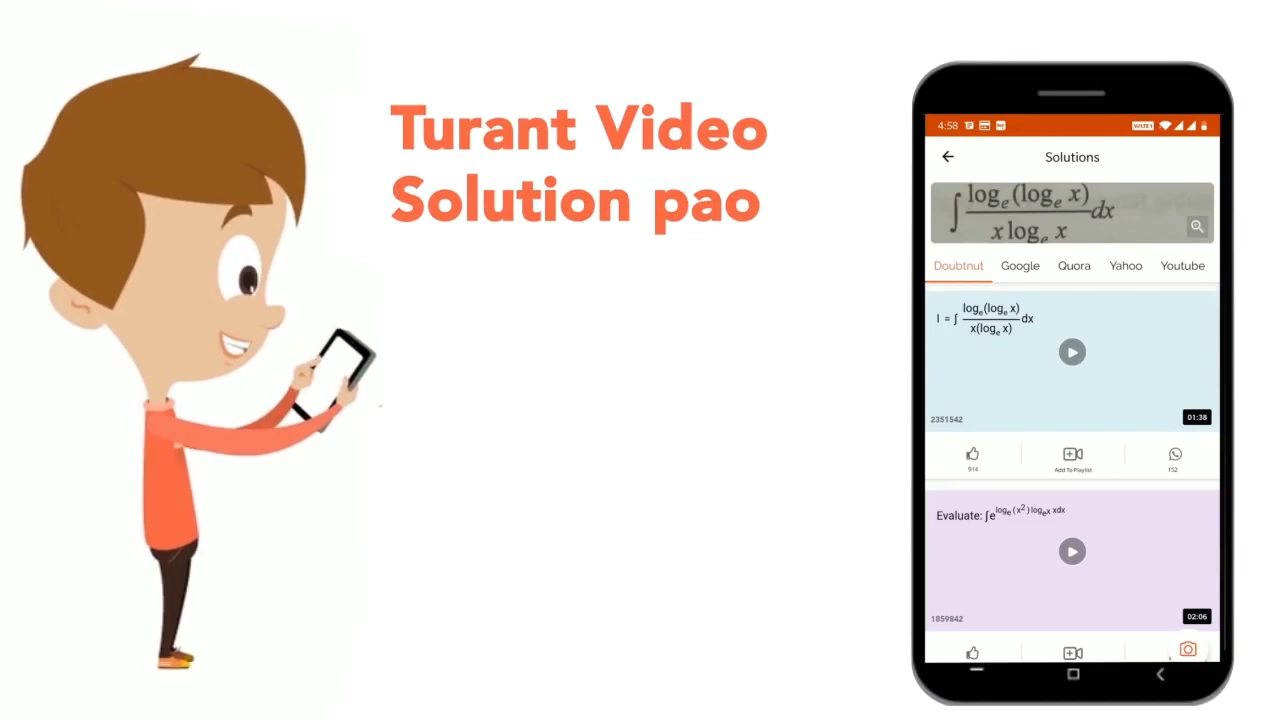 Turant Video
Solution pao
4:58
VoLTE1
Solutions
∫ logₑ(logₑ x) / x logₑ x dx
Doubtnut Google Quora Yahoo Youtube
I = ∫ logₑ(logₑ x) / x(logₑ x) dx
2351542 01:38
914 Add To Playlist 152
Evaluate: ∫e^logₑ(x²)logₑx xdx
1859842 02:06